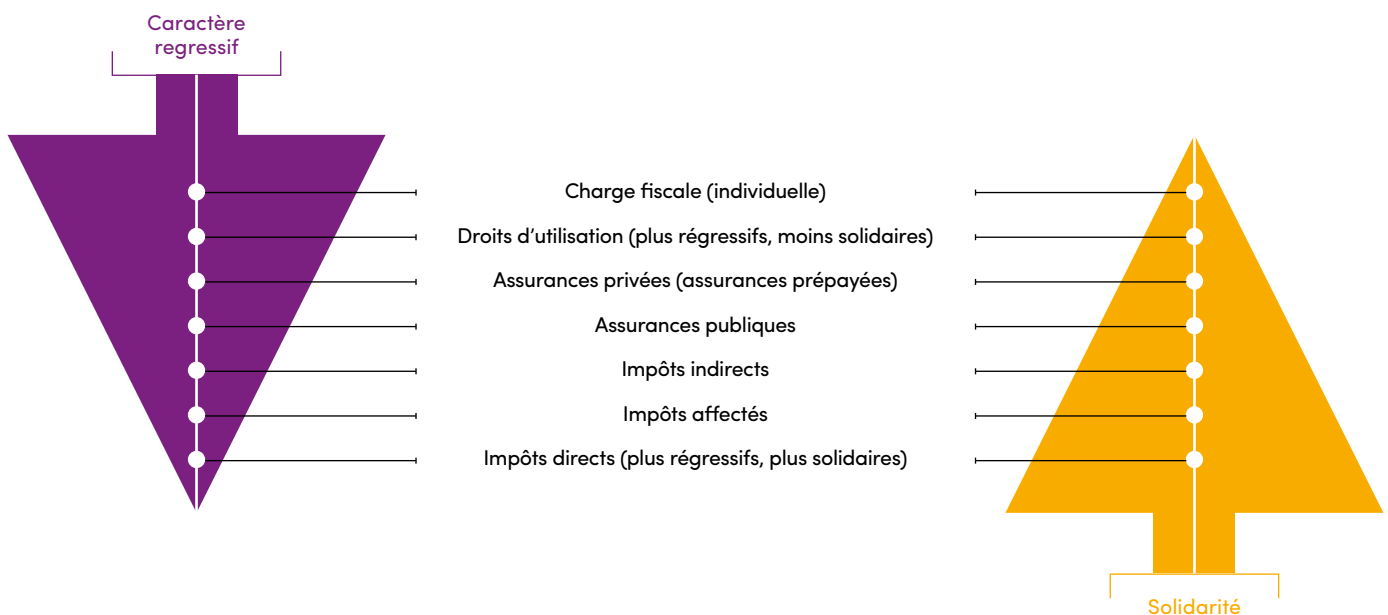 Caractère
regressif
Charge fiscale (individuelle)
Droits d’utilisation (plus régressifs, moins solidaires)
Assurances privées (assurances prépayées)
Assurances publiques
Impôts indirects
Impôts affectés
Impôts directs (plus régressifs, plus solidaires)
Solidarité